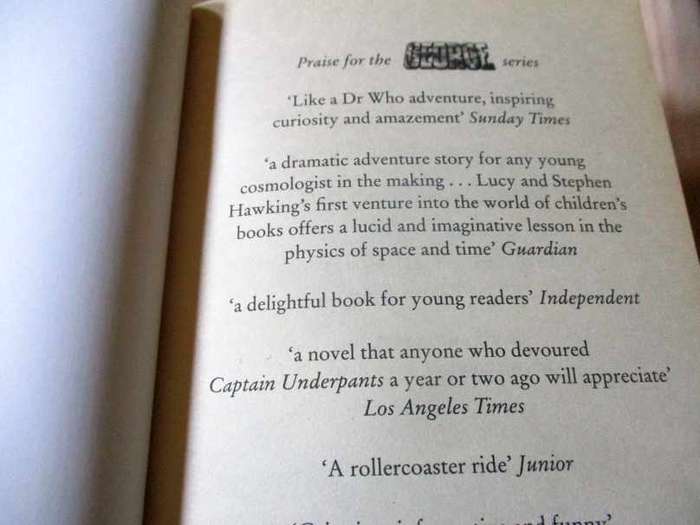 Praise for the GEORGE series
'Like a Dr Who adventure, inspiring
curiosity and amazement' Sunday Times
'a dramatic adventure story for any young
cosmologist in the making . . . Lucy and Stephen
Hawking's first venture into the world of children's
books offers a lucid and imaginative lesson in the
physics of space and time' Guardian
'a delightful book for young readers' Independent
'a novel that anyone who devoured
Captain Underpants a year or two ago will appreciate'
Los Angeles Times
'A rollercoaster ride' Junior
and funny'